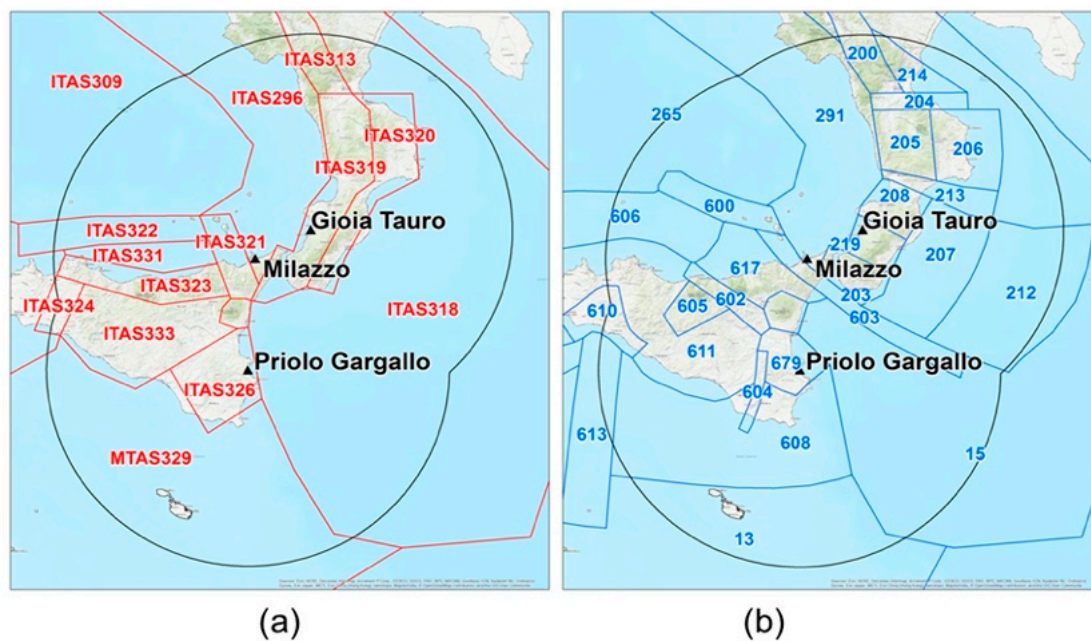 ITAS309
ITAS313
ITAS296
ITAS320
ITAS319
Gioia Tauro
ITAS322
ITAS321
ITAS331
Milazzo
ITAS323
ITAS324
ITAS318
ITAS333
Priolo Gargallo
ITAS326
MTAS329
(a)
200
214
265
204
291
205
206
600
208
213
606
Gioia Tauro
219
207
Milazzo
617
212
203
605
602
603
610
611
679
Priolo Gargallo
604
613
608
15
13
(b)